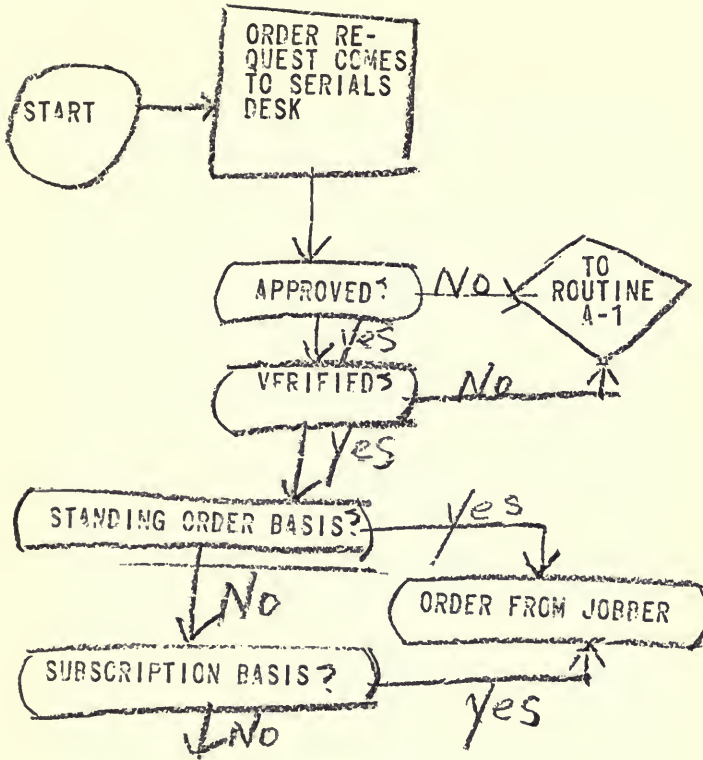 ORDER RE-
QUEST COMES
TO SERIALS
DESK
START
TO
ROUTINE
A-1
APPROVED?
No
Yes
VERIFIED?
No
Yes
STANDING ORDER BASIS?
Yes
No
ORDER FROM JOBBER
SUBSCRIPTION BASIS?
Yes
No